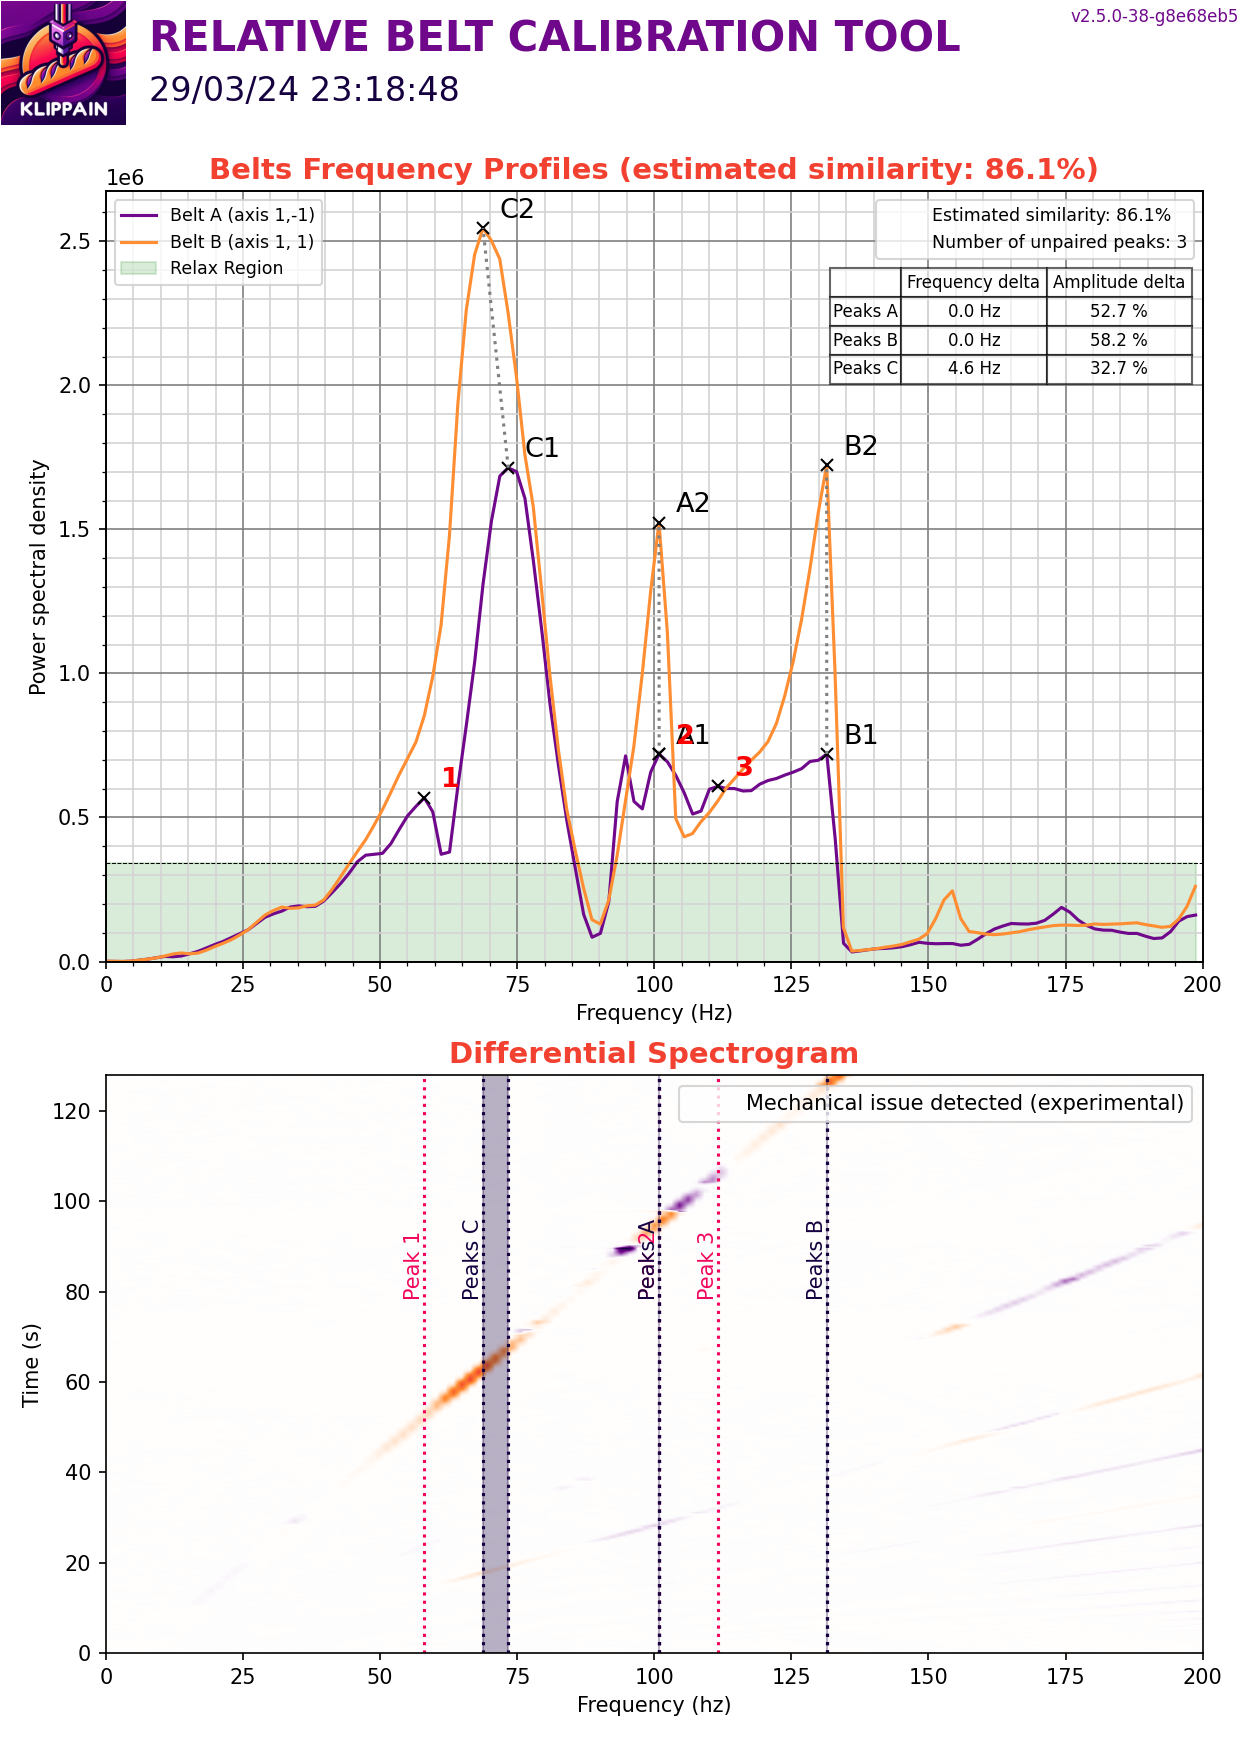 v2.5.0-38-g8e68eb5
RELATIVE BELT CALIBRATION TOOL
29/03/24 23:18:48
KLIPPAIN
Belts Frequency Profiles (estimated similarity: 86.1%)
1e6
Belt A (axis 1,-1)
Belt B (axis 1, 1)
Relax Region
Estimated similarity: 86.1%
Number of unpaired peaks: 3
Frequency delta Amplitude delta
Peaks A 0.0 Hz 52.7 %
Peaks B 0.0 Hz 58.2 %
Peaks C 4.6 Hz 32.7 %
C2
C1
A2
B2
A1
2
B1
1
3
2.5
2.0
1.5
1.0
0.5
0.0
Power spectral density
0 25 50 75 100 125 150 175 200
Frequency (Hz)
Differential Spectrogram
Mechanical issue detected (experimental)
Peak 1
Peaks C
Peaks A
2
Peak 3
Peaks B
120
100
80
60
40
20
0
Time (s)
0 25 50 75 100 125 150 175 200
Frequency (hz)